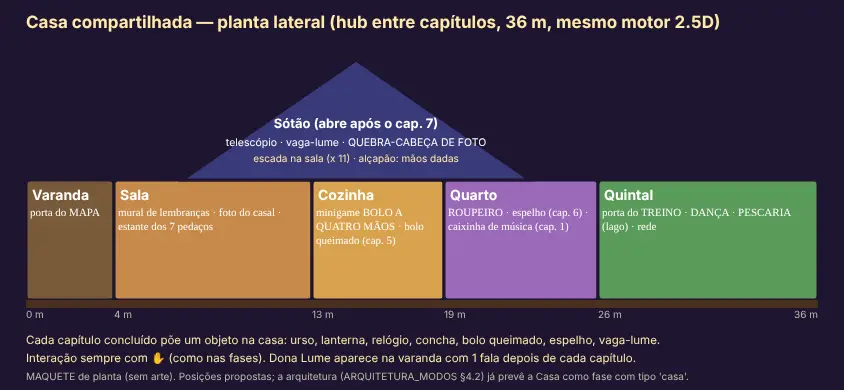 Casa compartilhada — planta lateral (hub entre capítulos, 36 m, mesmo motor 2.5D)
Sótão (abre após o cap. 7)
telescópio · vaga-lume · QUEBRA-CABEÇA DE FOTO
escada na sala (x 11) · alçapão: mãos dadas
Varanda
porta do MAPA
Sala
mural de lembranças · foto do casal ·
estante dos 7 pedaços
Cozinha
minigame BOLO A
QUATRO MÃOS · bolo
queimado (cap. 5)
Quarto
ROUPEIRO · espelho (cap. 6) ·
caixinha de música (cap. 1)
Quintal
porta do TREINO · DANÇA · PESCARIA
(lago) · rede
0 m
4 m
13 m
19 m
26 m
36 m
Cada capítulo concluído põe um objeto na casa: urso, lanterna, relógio, concha, bolo queimado, espelho, vaga-lume.
Interação sempre com ✋ (como nas fases). Dona Lume aparece na varanda com 1 fala depois de cada capítulo.
MAQUETE de planta (sem arte). Posições propostas; a arquitetura (ARQUITETURA_MODOS §4.2) já prevê a Casa como fase com tipo 'casa'.